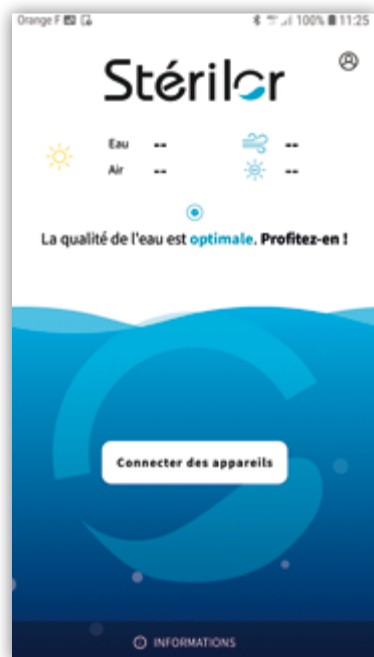 Orange F 100% 11:25
Stérilor
Eau -- --
Air -- --
La qualité de l'eau est optimale. Profitez-en !
Connecter des appareils
INFORMATIONS